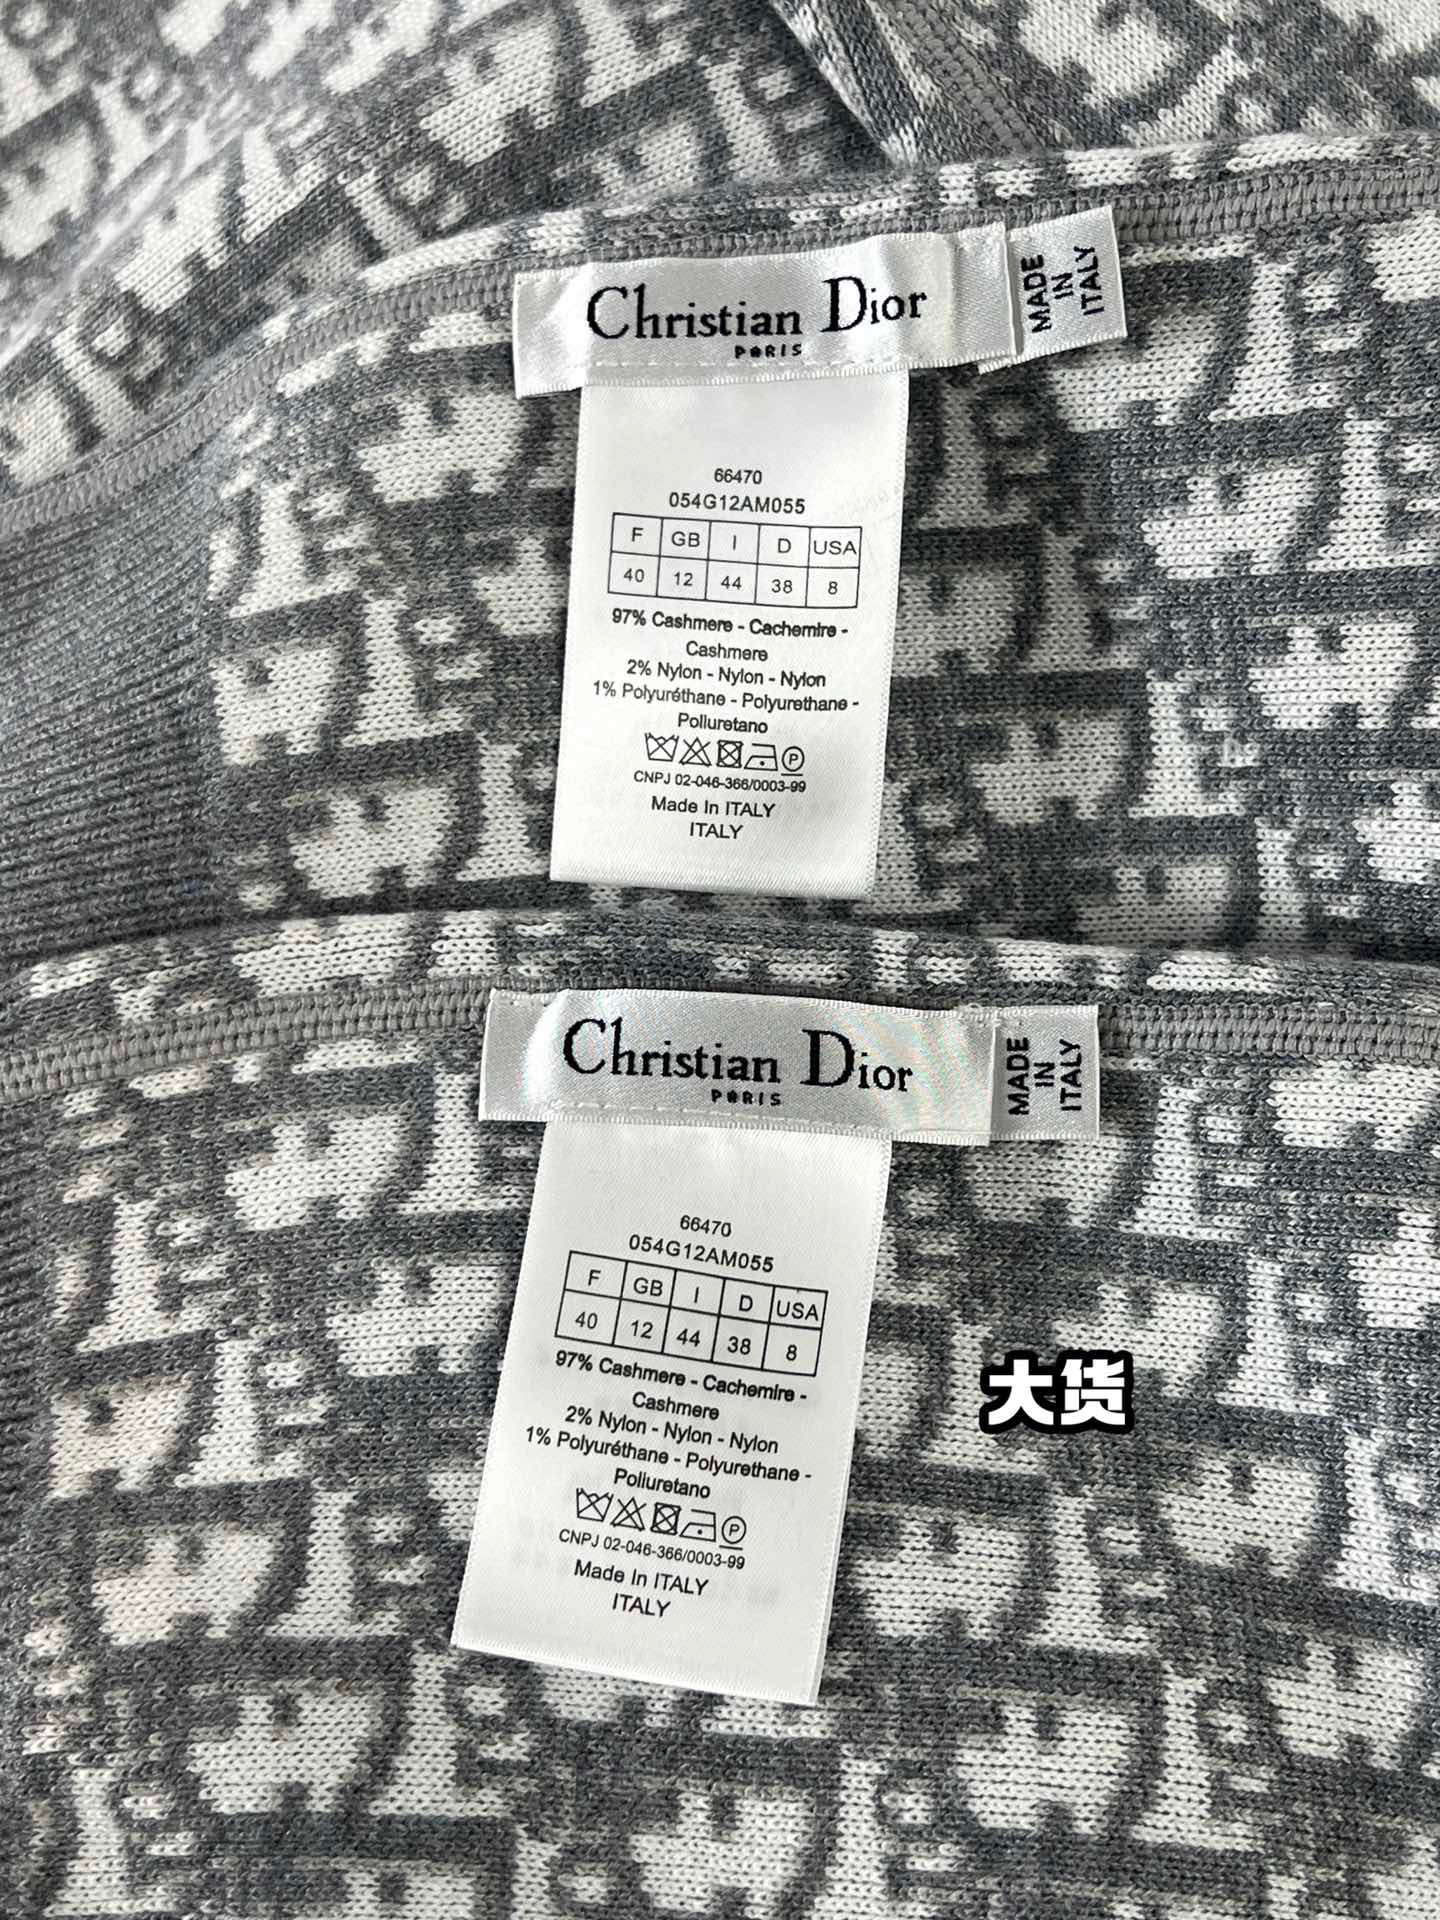 Christian Dior
PARIS
MADE
IN
ITALY
66470
054G12AM055
F GB I D USA
40 12 44 38 8
97% Cashmere - Cachemire -
Cashmere
2% Nylon - Nylon - Nylon
1% Polyuréthane - Polyurethane -
Poliuretano
P
CNPJ 02-046-366/0003-99
Made In ITALY
ITALY
Christian Dior
PARIS
MADE
IN
ITALY
66470
054G12AM055
F GB I D USA
40 12 44 38 8
97% Cashmere - Cachemire -
Cashmere
2% Nylon - Nylon - Nylon
1% Polyuréthane - Polyurethane -
Poliuretano
P
CNPJ 02-046-366/0003-99
Made In ITALY
ITALY
大货